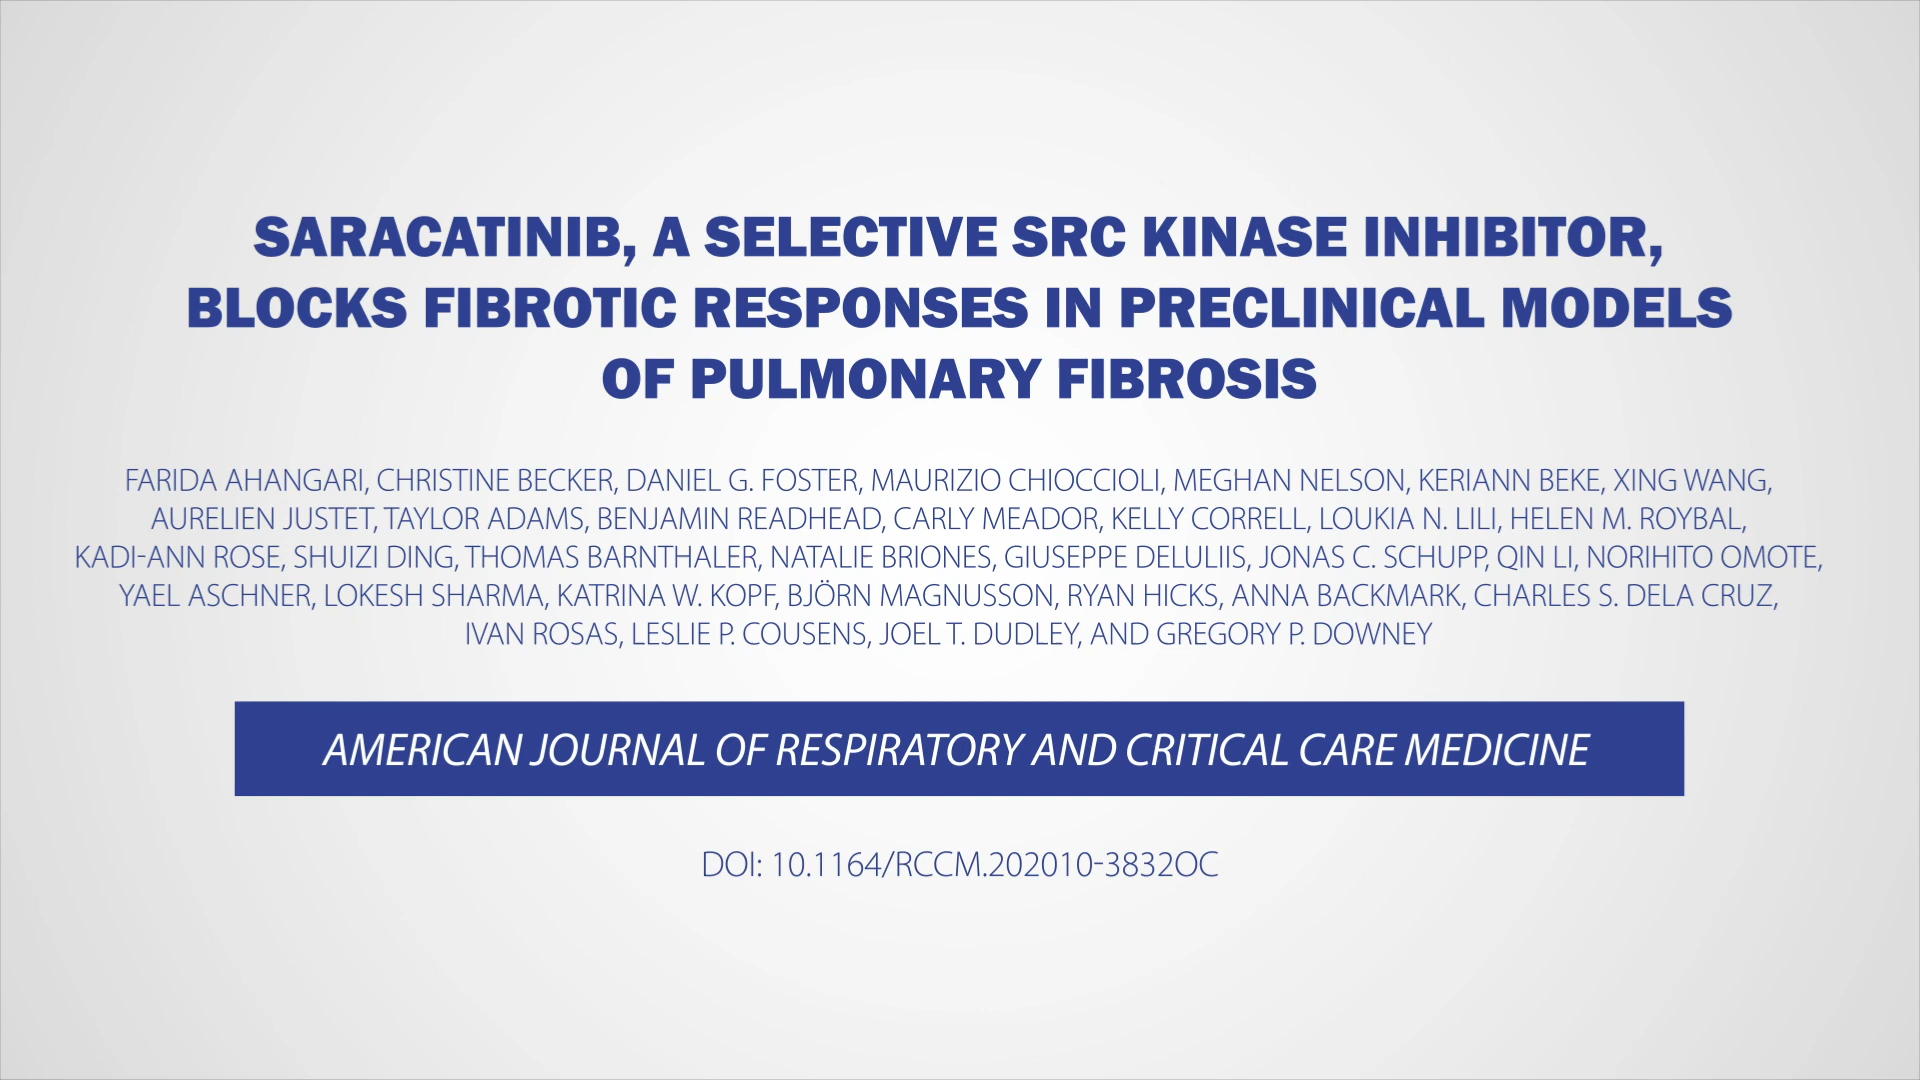 SARACATINIB, A SELECTIVE SRC KINASE INHIBITOR,
BLOCKS FIBROTIC RESPONSES IN PRECLINICAL MODELS
OF PULMONARY FIBROSIS
FARIDA AHANGARI, CHRISTINE BECKER, DANIEL G. FOSTER, MAURIZIO CHIOCCIOLI, MEGHAN NELSON, KERIANN BEKE, XING WANG,
AURELIEN JUSTET, TAYLOR ADAMS, BENJAMIN READHEAD, CARLY MEADOR, KELLY CORRELL, LOUKIA N. LILI, HELEN M. ROYBAL,
KADI-ANN ROSE, SHUIZI DING, THOMAS BARNTHALER, NATALIE BRIONES, GIUSEPPE DELULIIS, JONAS C. SCHUPP, QIN LI, NORIHITO OMOTE,
YAEL ASCHNER, LOKESH SHARMA, KATRINA W. KOPF, BJÖRN MAGNUSSON, RYAN HICKS, ANNA BACKMARK, CHARLES S. DELA CRUZ,
IVAN ROSAS, LESLIE P. COUSENS, JOEL T. DUDLEY, AND GREGORY P. DOWNEY
AMERICAN JOURNAL OF RESPIRATORY AND CRITICAL CARE MEDICINE
DOI: 10.1164/RCCM.202010-3832OC